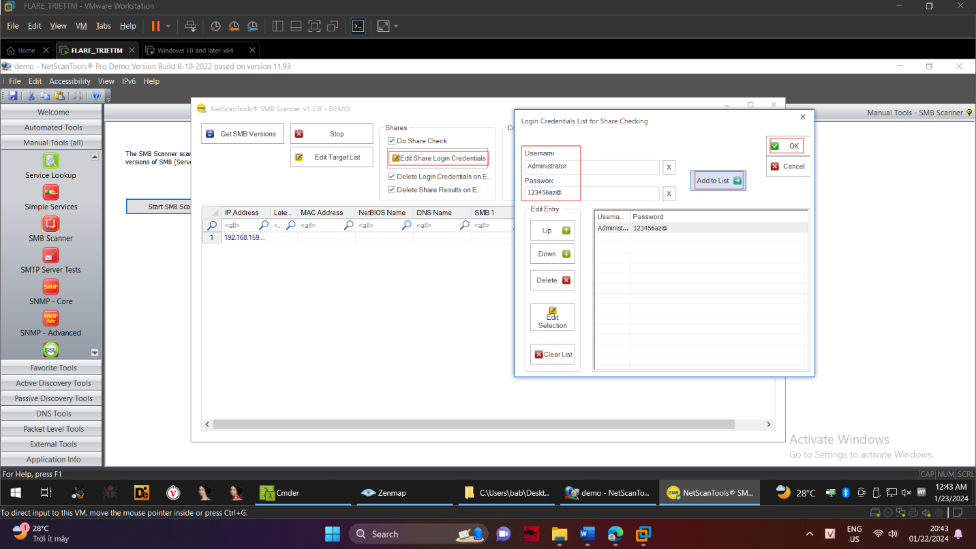 FLARE_TRIETTM - VMware Workstation
File Edit View VM Tabs Help
Home FLARE_TRIETTM Windows 10 and later x64
demo - NetScanTools® Pro Demo Version Build 8-10-2022 based on version 11.93
File Edit Accessibility View IPv6 Help
Manual Tools - SMB Scanner
Welcome
Automated Tools
Manual Tools (all)
Service Lookup
Simple Services
SMB Scanner
SMTP Server Tests
SNMP - Core
SNMP - Advanced
Favorite Tools
Active Discovery Tools
Passive Discovery Tools
DNS Tools
Packet Level Tools
External Tools
Application Info
The SMB Scanner scan
versions of SMB (Server
Start SMB Sca
NetScanTools® SMB Scanner v1.2.8 - DEMO
Get SMB Versions
Stop
Edit Target List
Shares
Do Share Check
Edit Share Login Credentials
Delete Login Credentials on E...
Delete Share Results on E...
IP Address Late... MAC Address NetBIOS Name DNS Name SMB 1
<all> <... <all> <all> <all> <all>
1 192.168.159...
Login Credentials List for Share Checking
Username
Administrator
X
Password
123456az@
X
Add to List
OK
Cancel
Edit Entry
Up
Down
Delete
Edit
Selection
Clear List
Userna... Password
Administ... 123456az@
Activate Windows
Go to Settings to activate Windows.
For Help, press F1
CAP NUM SCRL
Cmder
Zenmap
C:\Users\bab\Deskt...
demo - NetScanTo...
NetScanTools® SM...
28°C
12:43 AM
1/23/2024
To direct input to this VM, move the mouse pointer inside or press Ctrl+G.
28°C
Trời ít mây
Search
ENG
US
20:43
01/22/2024